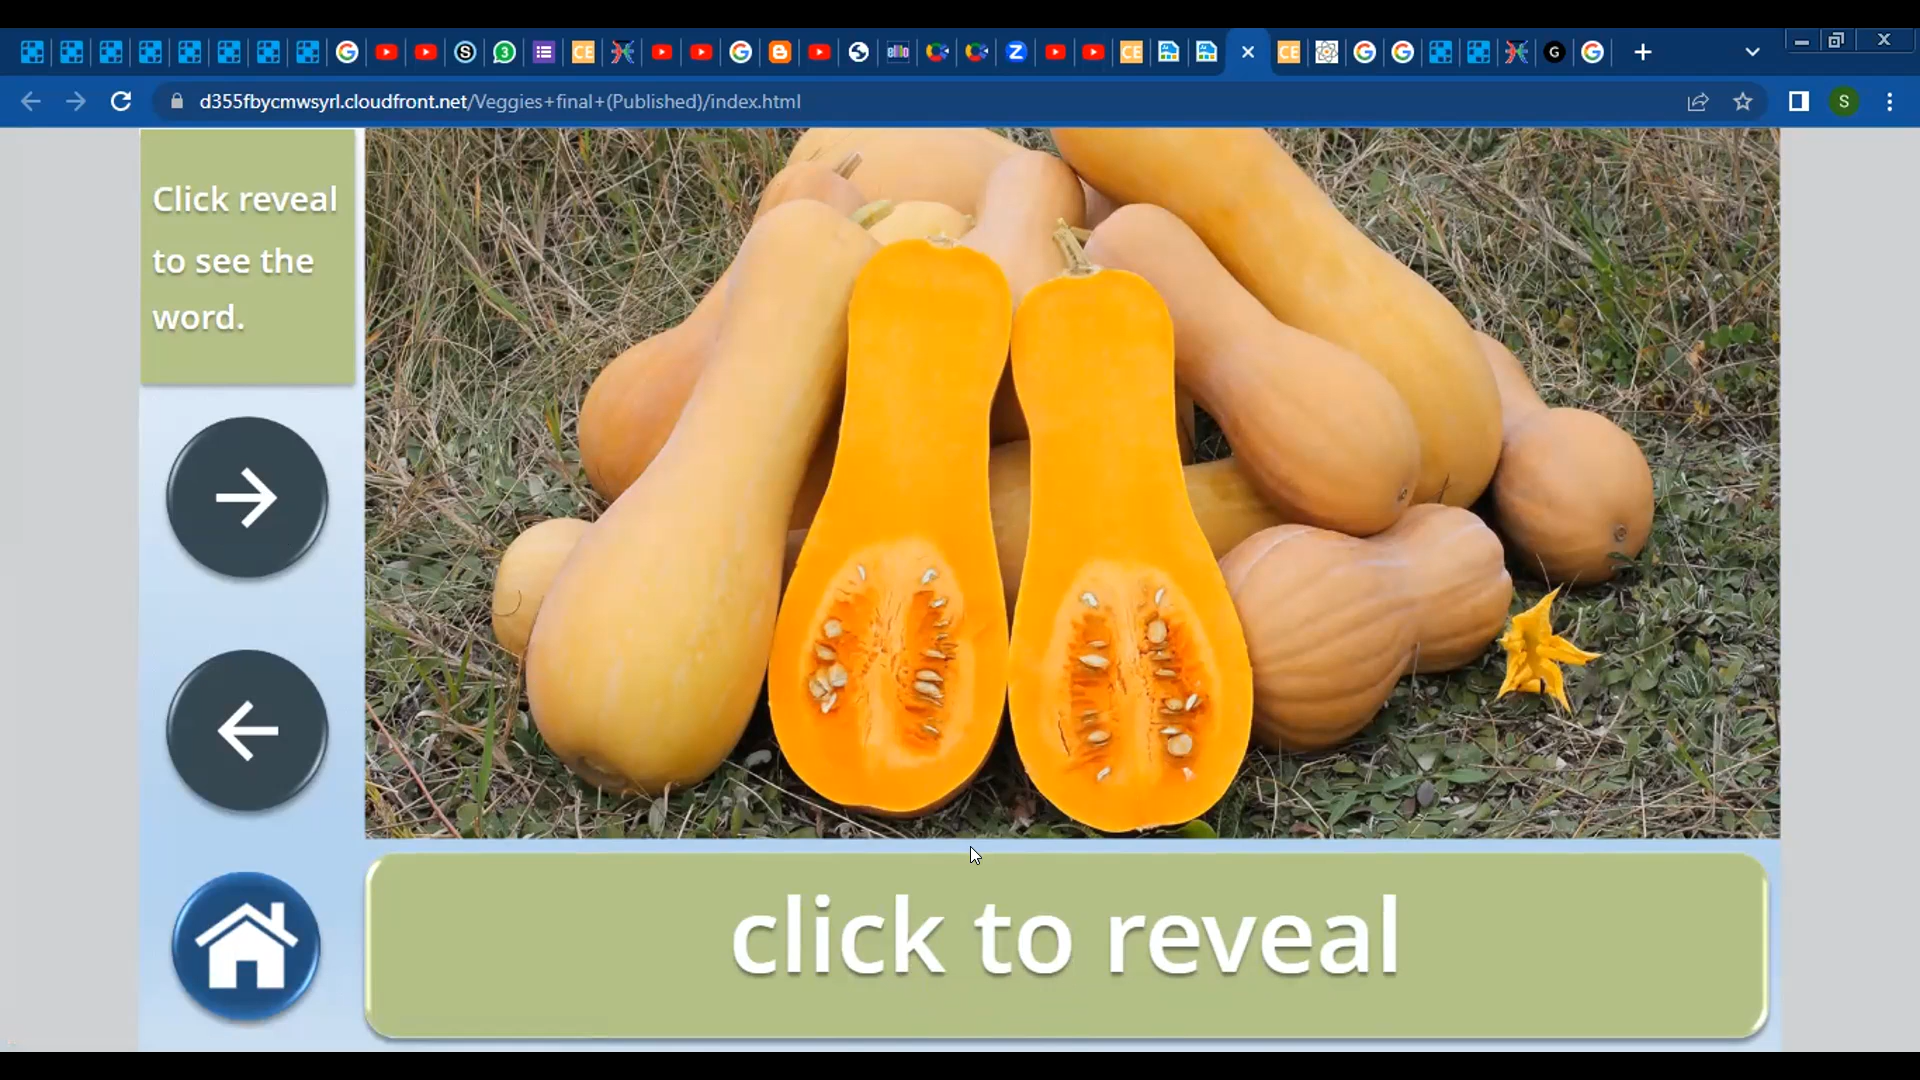 d355fbycmwsyrl.cloudfront.net/Veggies+final+(Published)/index.html
S
Click reveal
to see the
word.
click to reveal